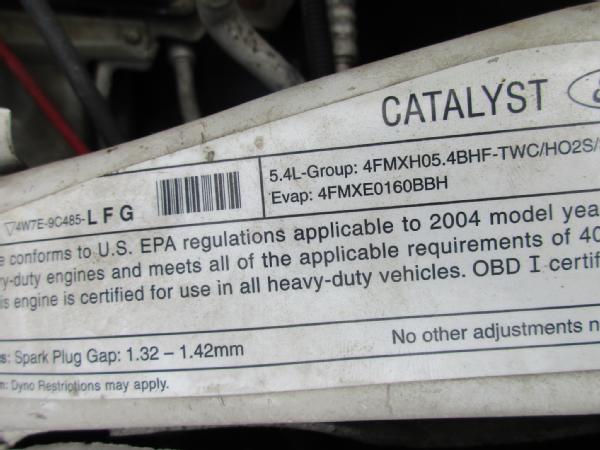 CATALYST
4W7E-9C485-LFG
5.4L-Group: 4FMXH05.4BHF-TWC/HO2S/
Evap: 4FMXE0160BBH
conforms to U.S. EPA regulations applicable to 2004 model yea
vy-duty engines and meets all of the applicable requirements of 40
is engine is certified for use in all heavy-duty vehicles. OBD I certif
s: Spark Plug Gap: 1.32 – 1.42mm
No other adjustments n
m: Dyno Restrictions may apply.